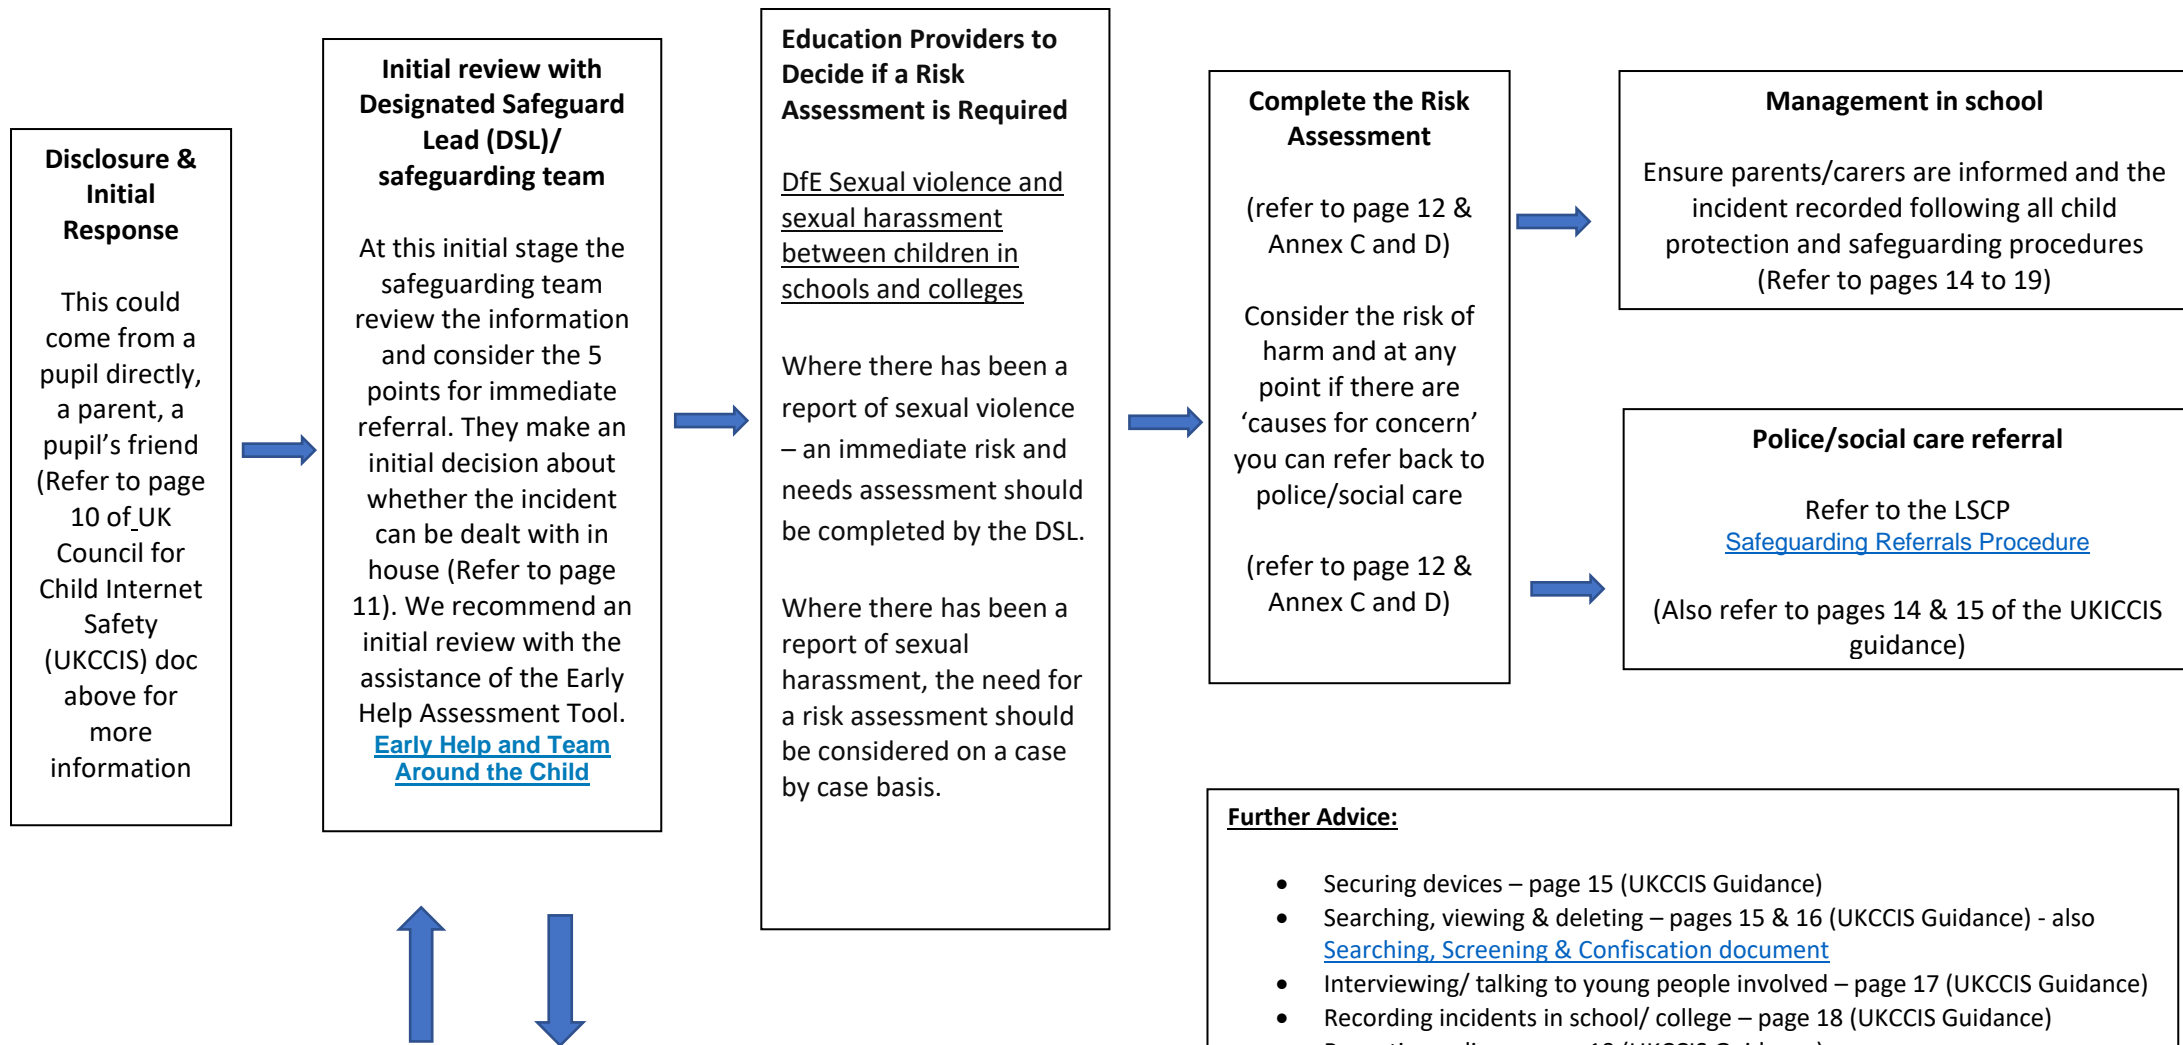 Disclosure &
Initial
Response
This could
come from a
pupil directly,
a parent, a
pupil’s friend
(Refer to page
10 of UK
Council for
Child Internet
Safety
(UKCCIS) doc
above for
more
information
Initial review with
Designated Safeguard
Lead (DSL)/
safeguarding team
At this initial stage the
safeguarding team
review the information
and consider the 5
points for immediate
referral. They make an
initial decision about
whether the incident
can be dealt with in
house (Refer to page
11). We recommend an
initial review with the
assistance of the Early
Help Assessment Tool.
Early Help and Team
Around the Child
Education Providers to
Decide if a Risk
Assessment is Required
DfE Sexual violence and
sexual harassment
between children in
schools and colleges
Where there has been a
report of sexual violence
– an immediate risk and
needs assessment should
be completed by the DSL.
Where there has been a
report of sexual
harassment, the need for
a risk assessment should
be considered on a case
by case basis.
Complete the Risk
Assessment
(refer to page 12 &
Annex C and D)
Consider the risk of
harm and at any
point if there are
‘causes for concern’
you can refer back to
police/social care
(refer to page 12 &
Annex C and D)
Management in school
Ensure parents/carers are informed and the
incident recorded following all child
protection and safeguarding procedures
(Refer to pages 14 to 19)
Police/social care referral
Refer to the LSCP
Safeguarding Referrals Procedure
(Also refer to pages 14 & 15 of the UKICCIS
guidance)
Further Advice:
• Securing devices – page 15 (UKCCIS Guidance)
• Searching, viewing & deleting – pages 15 & 16 (UKCCIS Guidance) - also
Searching, Screening & Confiscation document
• Interviewing/ talking to young people involved – page 17 (UKCCIS Guidance)
• Recording incidents in school/ college – page 18 (UKCCIS Guidance)